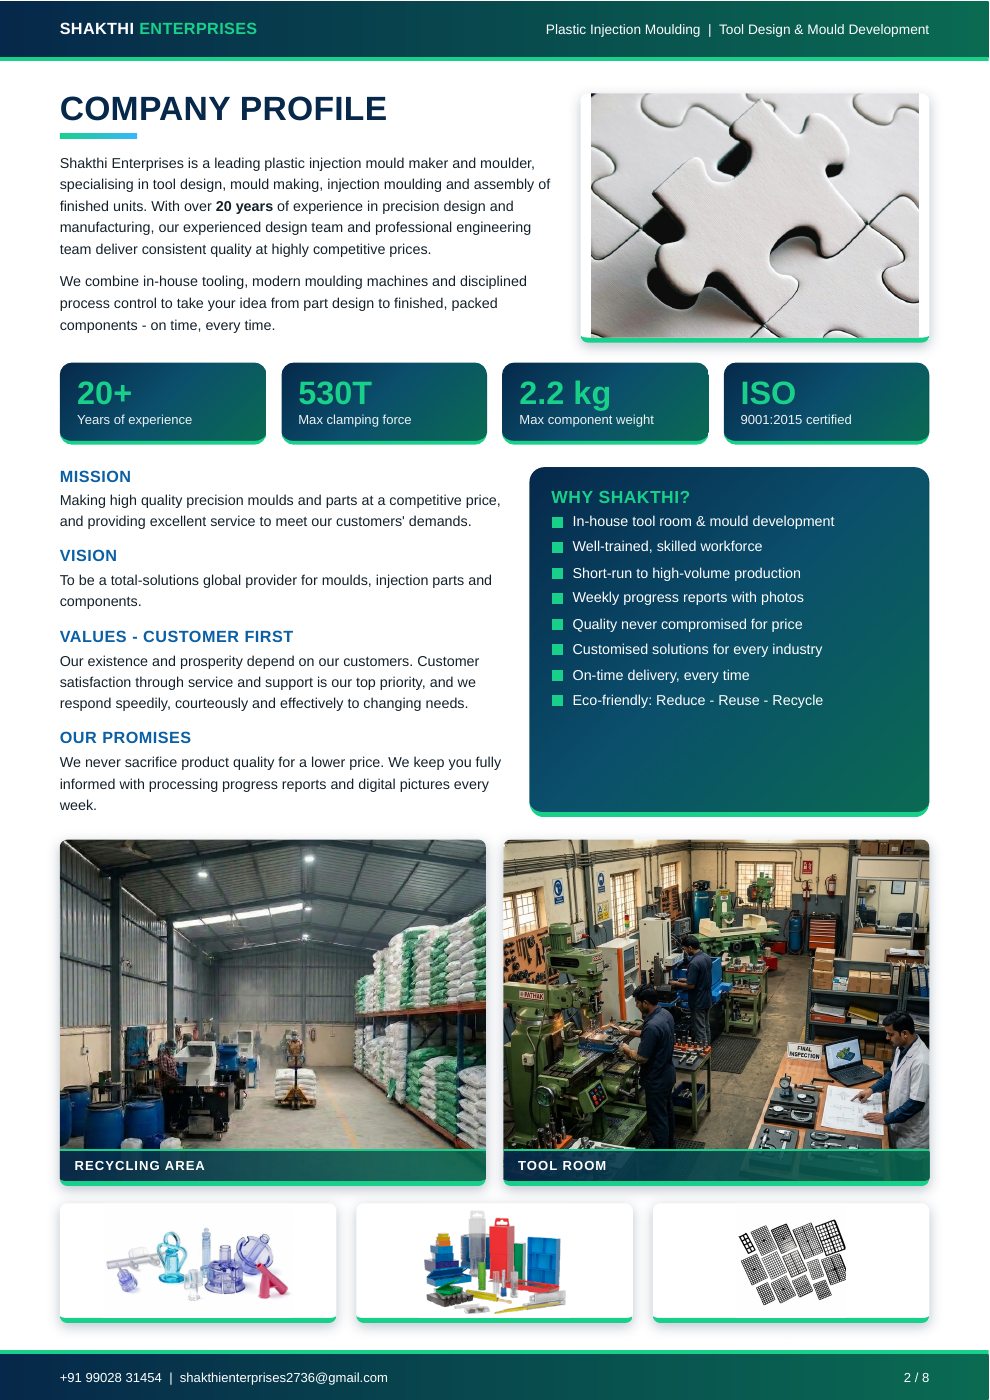 SHAKTHI ENTERPRISES
Plastic Injection Moulding | Tool Design & Mould Development
COMPANY PROFILE
Shakthi Enterprises is a leading plastic injection mould maker and moulder,
specialising in tool design, mould making, injection moulding and assembly of
finished units. With over 20 years of experience in precision design and
manufacturing, our experienced design team and professional engineering
team deliver consistent quality at highly competitive prices.
We combine in-house tooling, modern moulding machines and disciplined
process control to take your idea from part design to finished, packed
components - on time, every time.
20+
Years of experience
530T
Max clamping force
2.2 kg
Max component weight
ISO
9001:2015 certified
MISSION
Making high quality precision moulds and parts at a competitive price,
and providing excellent service to meet our customers' demands.
VISION
To be a total-solutions global provider for moulds, injection parts and
components.
VALUES - CUSTOMER FIRST
Our existence and prosperity depend on our customers. Customer
satisfaction through service and support is our top priority, and we
respond speedily, courteously and effectively to changing needs.
OUR PROMISES
We never sacrifice product quality for a lower price. We keep you fully
informed with processing progress reports and digital pictures every
week.
WHY SHAKTHI?
In-house tool room & mould development
Well-trained, skilled workforce
Short-run to high-volume production
Weekly progress reports with photos
Quality never compromised for price
Customised solutions for every industry
On-time delivery, every time
Eco-friendly: Reduce - Reuse - Recycle
PATHAK
FINAL
INSPECTION
RECYCLING AREA
TOOL ROOM
+91 99028 31454 | shakthienterprises2736@gmail.com
2 / 8